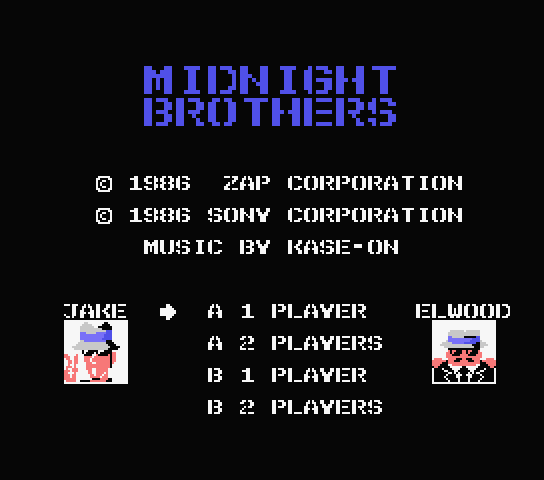 MIDNIGHT
BROTHERS
© 1986 ZAP CORPORATION
© 1986 SONY CORPORATION
MUSIC BY KASE-ON
JAKE
A 1 PLAYER
ELWOOD
A 2 PLAYERS
B 1 PLAYER
B 2 PLAYERS